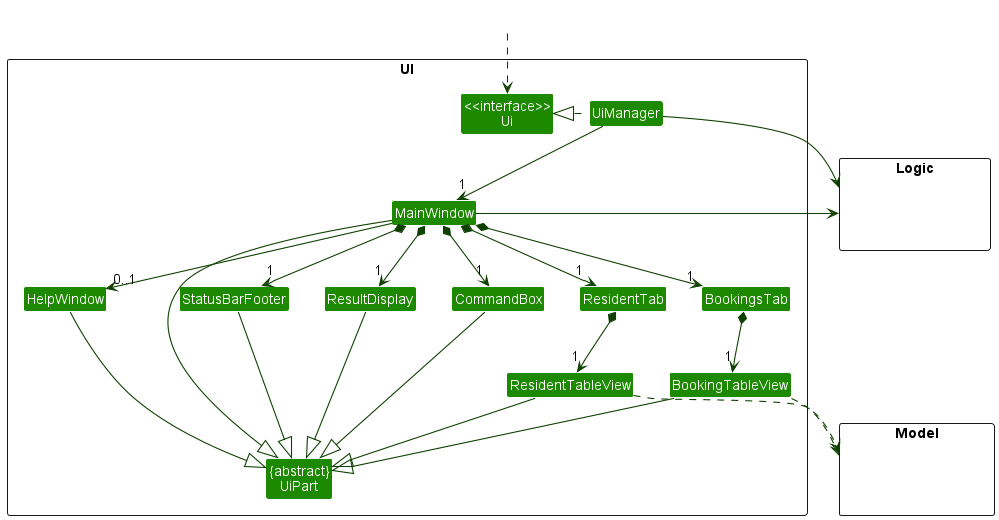 UI
<<interface>>
Ui
UiManager
Logic
1
MainWindow
0..1
1
1
1
1
1
HelpWindow
StatusBarFooter
ResultDisplay
CommandBox
ResidentTab
BookingsTab
1
1
ResidentTableView
BookingTableView
Model
{abstract}
UiPart